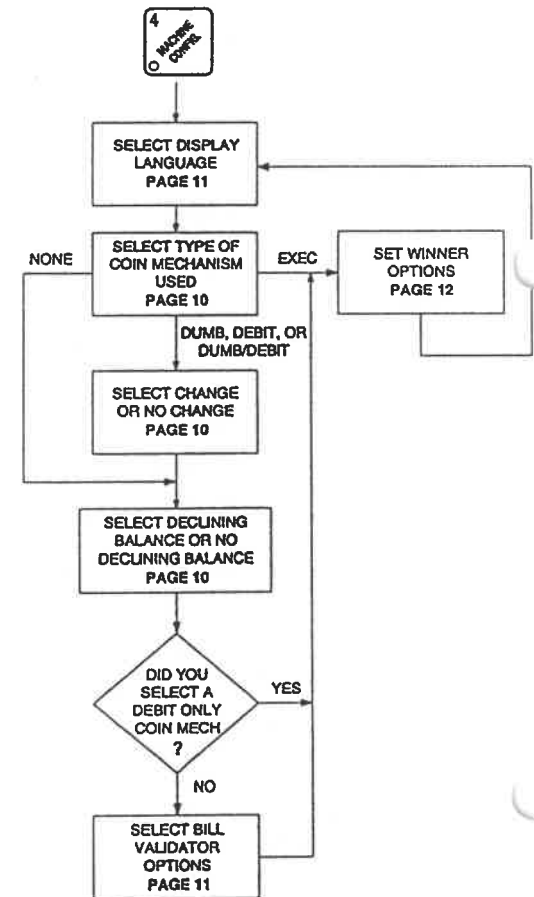 4
MACHINE
CONFIG.
SELECT DISPLAY
LANGUAGE
PAGE 11
NONE
SELECT TYPE OF
COIN MECHANISM
USED
PAGE 10
EXEC
SET WINNER
OPTIONS
PAGE 12
DUMB, DEBIT, OR
DUMB/DEBIT
SELECT CHANGE
OR NO CHANGE
PAGE 10
SELECT DECLINING
BALANCE OR NO
DECLINING BALANCE
PAGE 10
DID YOU
SELECT A
DEBIT ONLY
COIN MECH
?
YES
NO
SELECT BILL
VALIDATOR
OPTIONS
PAGE 11